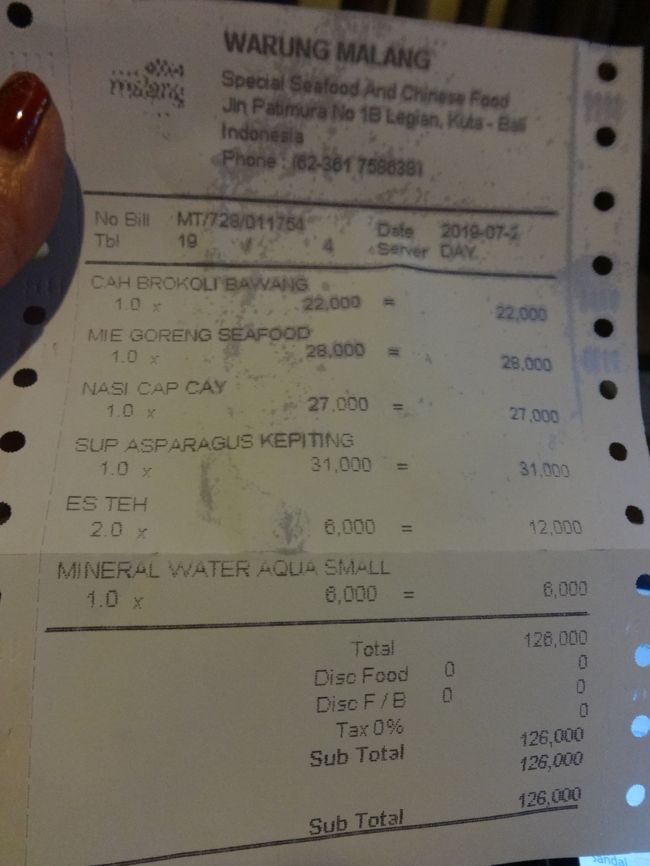 malang
WARUNG MALANG
Special Seafood And Chinese Food
Jln Patimura No 1B Legian, Kuta - Bali
Indonesia
Phone : (62-361 758638)
No Bill MT/728/011754 Date 2019-07-2
Tbl 19 / 4 Server DAY
CAH BROKOLI BAWANG
1.0 x 22,000 = 22,000
MIE GORENG SEAFOOD
1.0 x 28,000 = 28,000
NASI CAP CAY
1.0 x 27,000 = 27,000
SUP ASPARAGUS KEPITING
1.0 x 31,000 = 31,000
ES TEH
2.0 x 6,000 = 12,000
MINERAL WATER AQUA SMALL
1.0 x 6,000 = 6,000
Total 126,000
Disc Food 0 0
Disc F / B 0 0
Tax 0% 0
Sub Total 126,000
126,000
Sub Total 126,000